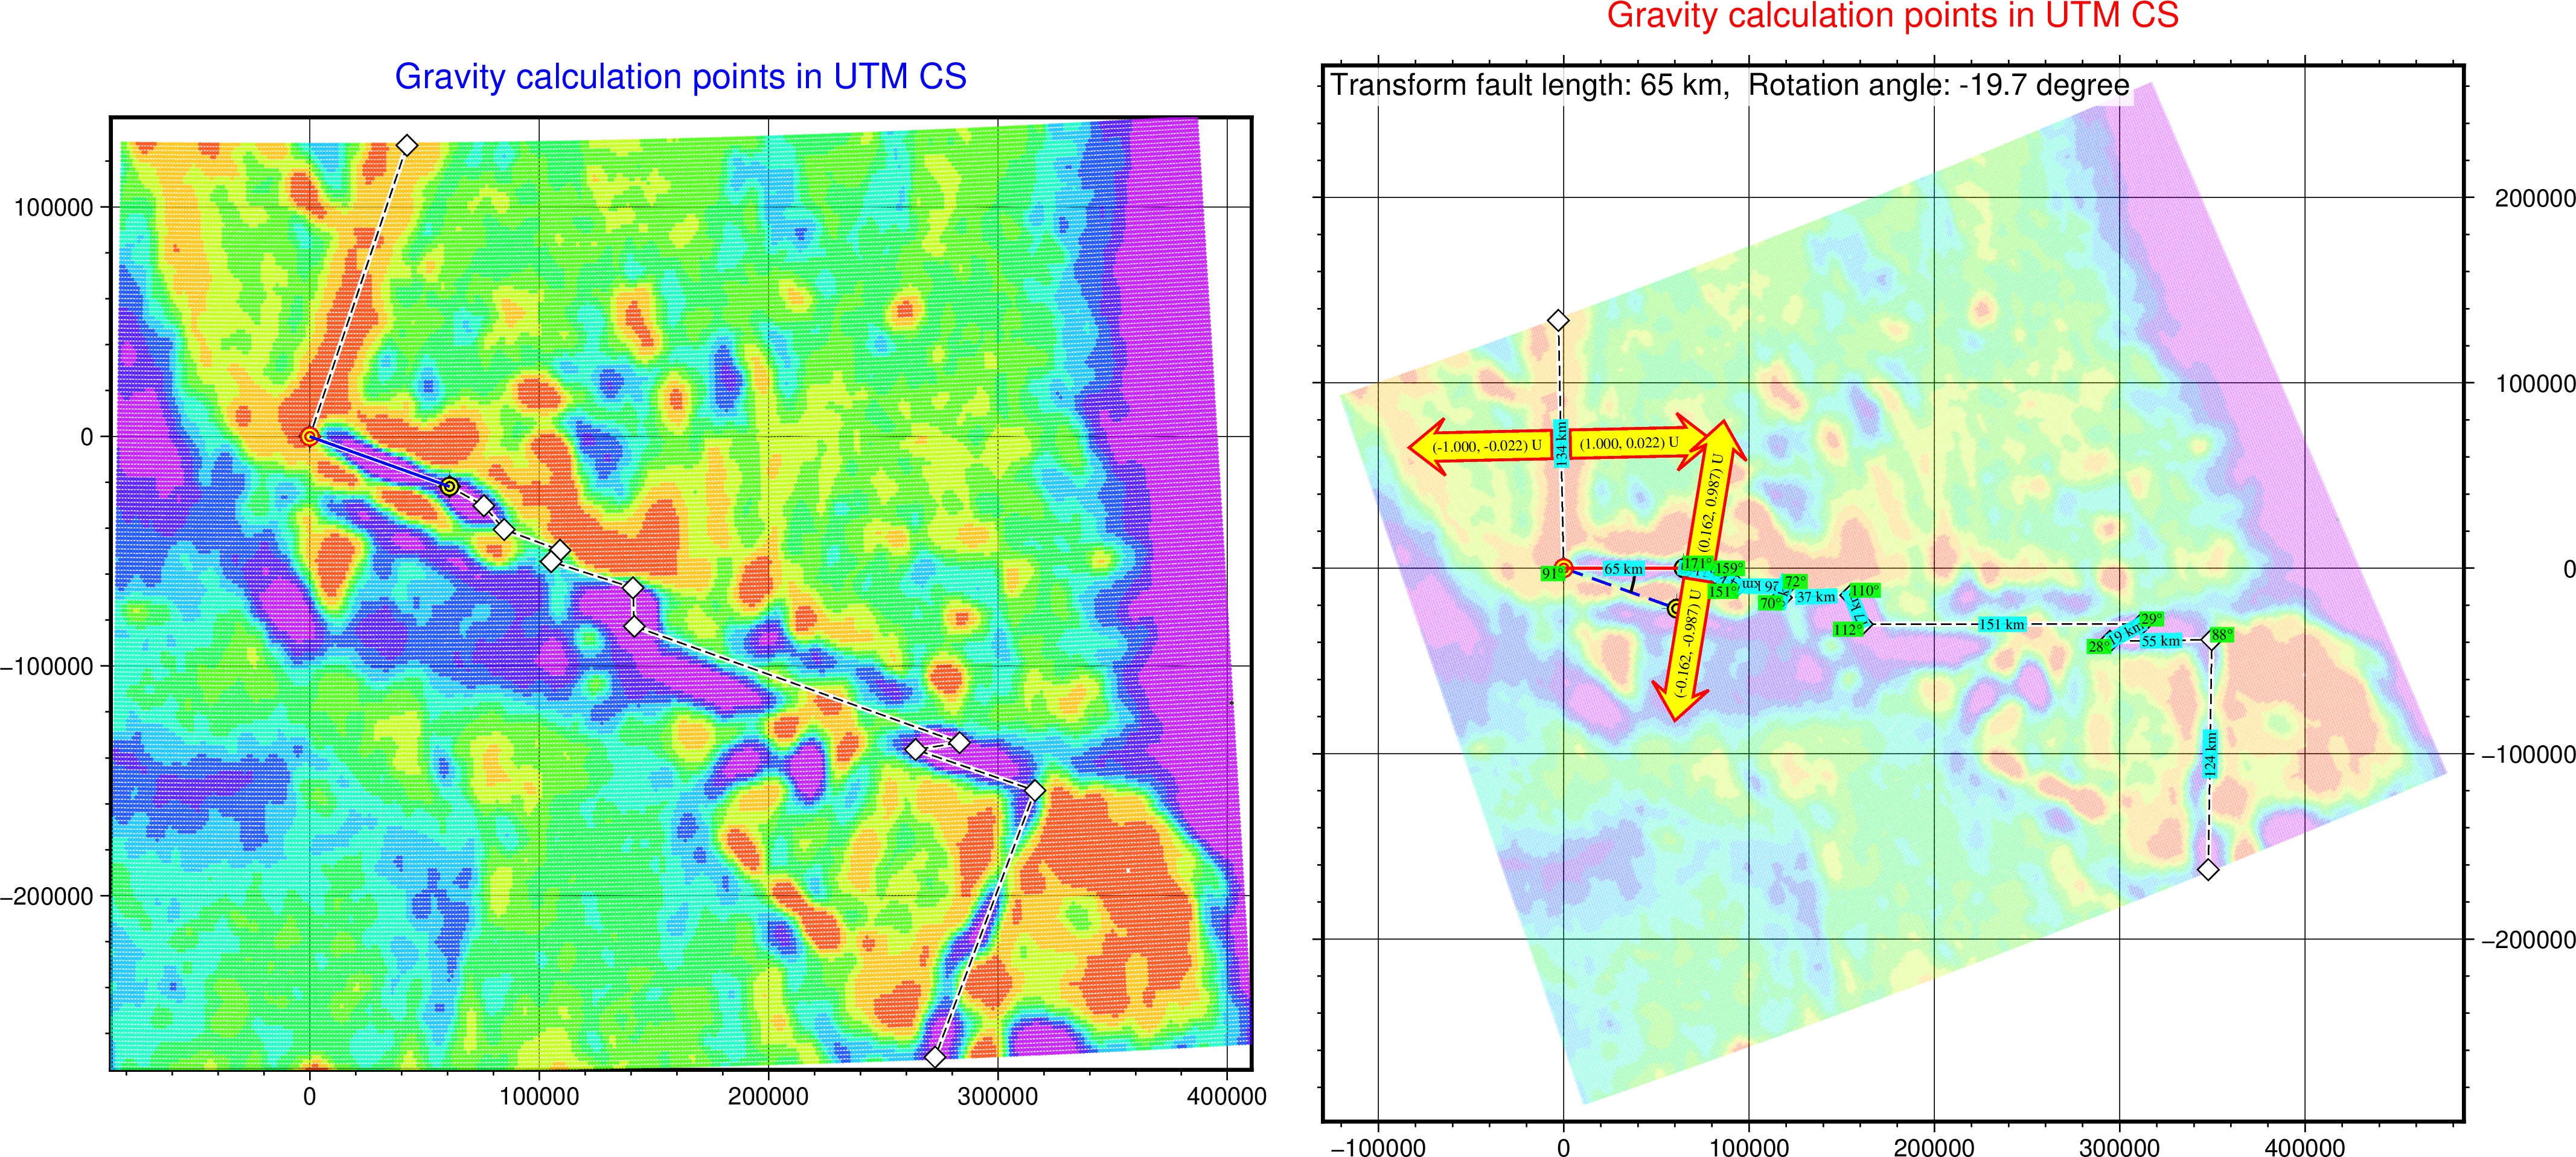 Gravity calculation points in UTM CS
100000
0
−100000
−200000
0
100000
200000
300000
400000
Gravity calculation points in UTM CS
Transform fault length: 65 km, Rotation angle: -19.7 degree
200000
100000
0
−100000
−200000
−100000
0
100000
200000
300000
400000
134 km
(-1.000, -0.022) U
(1.000, 0.022) U
(0.162, 0.987) U
(-0.162, -0.987) U
91°
65 km
171°
159°
151°
26 km
72°
70°
37 km
110°
112°
151 km
29°
28°
19 km
55 km
88°
124 km